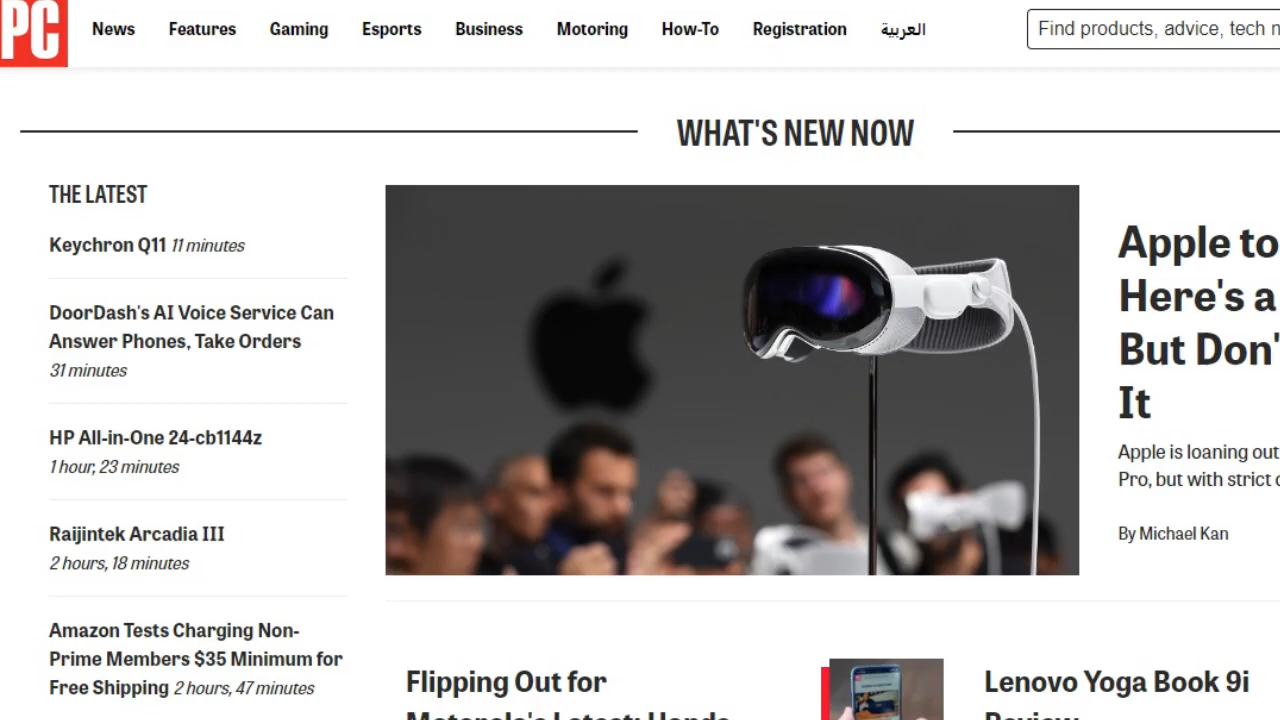 PC
News Features Gaming Esports Business Motoring How-To Registration العربية
Find products, advice, tech
WHAT'S NEW NOW
THE LATEST
Keychron Q11 11 minutes
DoorDash's AI Voice Service Can
Answer Phones, Take Orders
31 minutes
HP All-in-One 24-cb1144z
1 hour, 23 minutes
Raijintek Arcadia III
2 hours, 18 minutes
Amazon Tests Charging Non-
Prime Members $35 Minimum for
Free Shipping 2 hours, 47 minutes
Apple to
Here's a
But Don'
It
Apple is loaning out
Pro, but with strict
By Michael Kan
Flipping Out for
Motorola's Latest: Hands
Lenovo Yoga Book 9i
Review